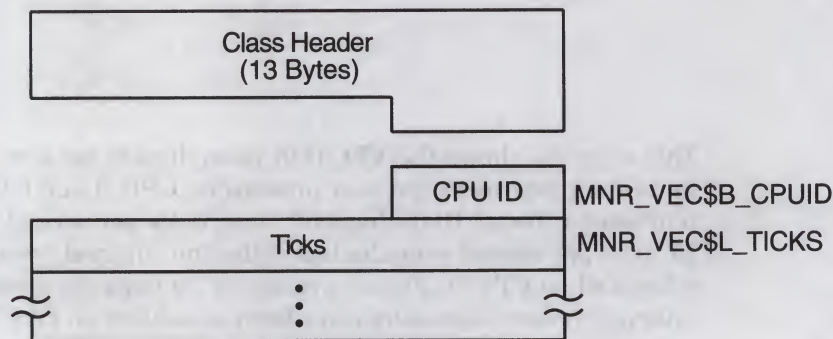 Class Header
(13 Bytes)
CPU ID MNR_VEC$B_CPUID
Ticks MNR_VEC$L_TICKS